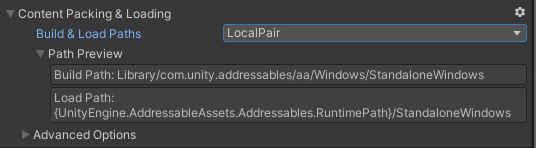 Content Packing & Loading
Build & Load Paths LocalPair
Path Preview
Build Path: Library/com.unity.addressables/aa/Windows/StandaloneWindows
Load Path:
{UnityEngine.AddressableAssets.Addressables.RuntimePath}/StandaloneWindows
Advanced Options